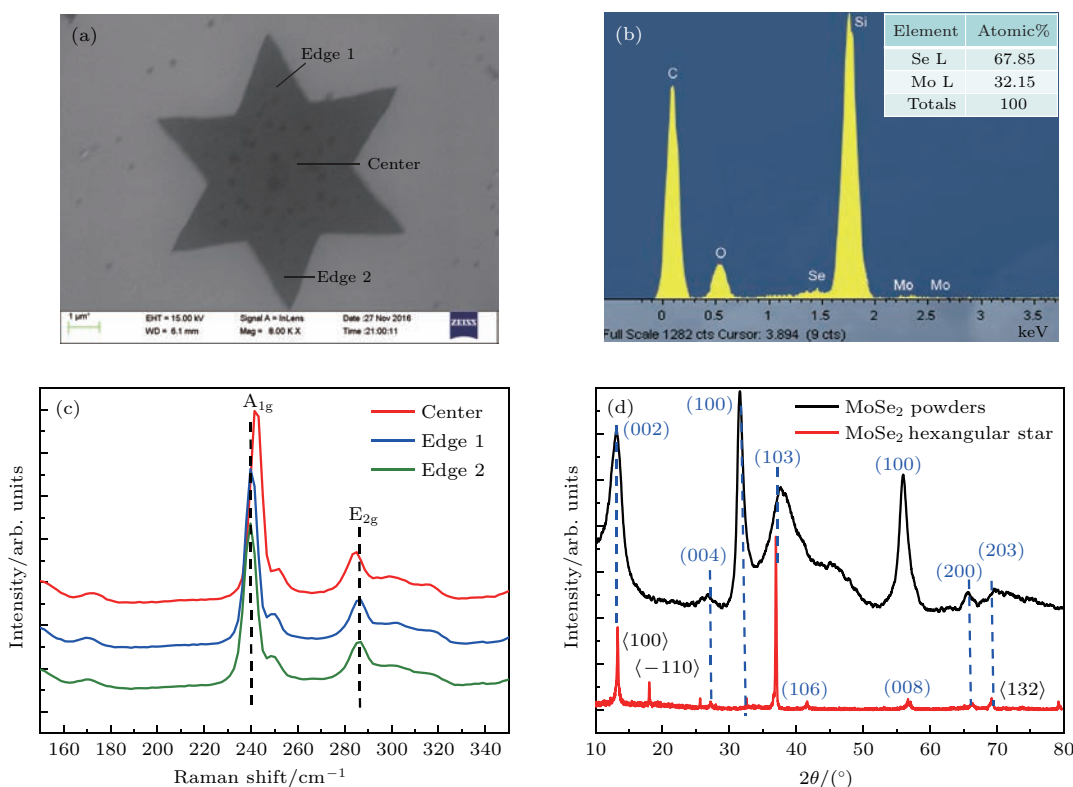 (a)
Edge 1
Center
Edge 2
1 μm*
EHT = 15.00 kV
Signal A = InLens
Date :27 Nov 2016
WD = 6.1 mm
Mag = 8.00 K X
Time :21:00:11
ZEISS
(b)
C
O
Se
Si
Mo
Mo
Element Atomic%
Se L 67.85
Mo L 32.15
Totals 100
0 0.5 1 1.5 2 2.5 3 3.5
Full Scale 1282 cts Cursor: 3.894 (9 cts)
keV
(c)
A1g
E2g
Center
Edge 1
Edge 2
Intensity/arb. units
160 180 200 220 240 260 280 300 320 340
Raman shift/cm−1
(d)
MoSe2 powders
MoSe2 hexangular star
(002)
(100)
(103)
(100)
(004)
(200)
(203)
⟨100⟩
⟨−110⟩
(106)
(008)
⟨132⟩
Intensity/arb. units
10 20 30 40 50 60 70 80
2θ/(°)